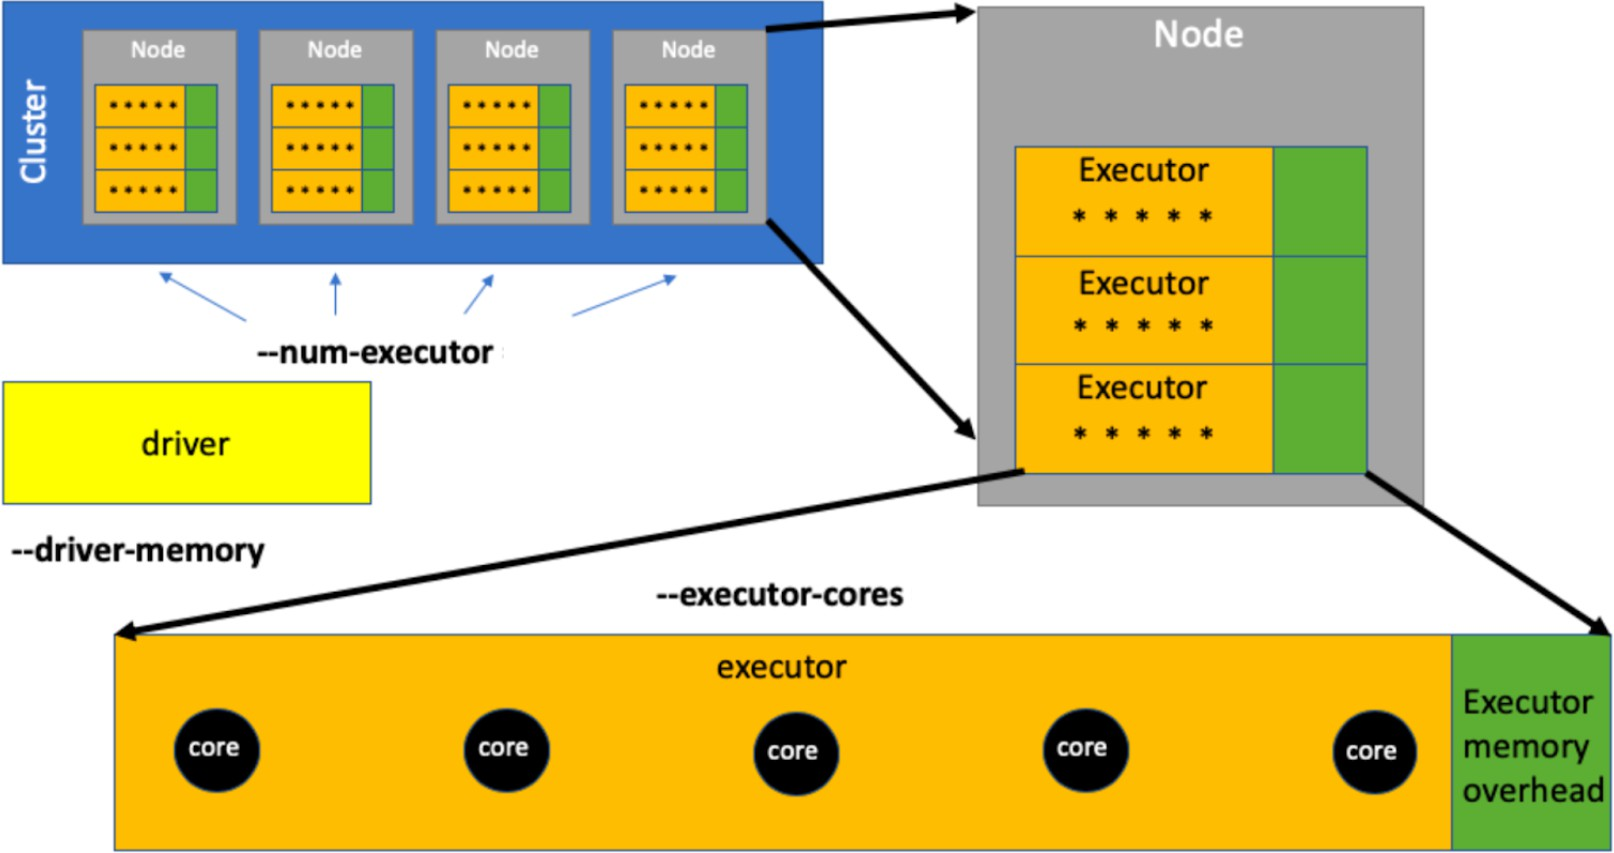 Cluster
Node
* * * * *
* * * * *
* * * * *
Node
* * * * *
* * * * *
* * * * *
Node
* * * * *
* * * * *
* * * * *
Node
* * * * *
* * * * *
* * * * *
--num-executor
driver
--driver-memory
Node
Executor
* * * * *
Executor
* * * * *
Executor
* * * * *
--executor-cores
executor
core
core
core
core
core
Executor
memory
overhead